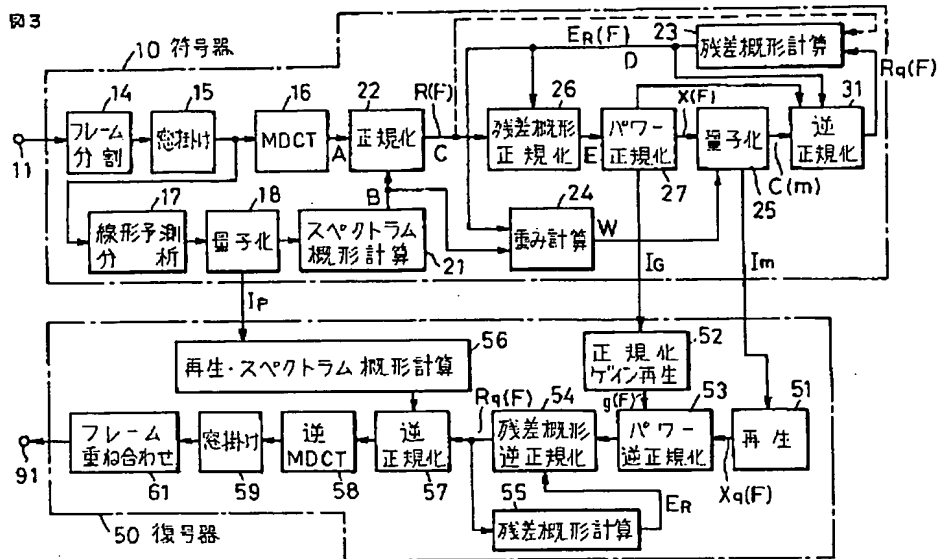 図3
10 符号器
14
フレーム
分割
15
窓掛け
16
MDCT
22
正規化
R(F)
ER(F)
D
23
残差概形計算
Rq(F)
26
残差概形
正規化
27
パワー
正規化
X(F)
量子化
25
31
逆
正規化
C(m)
11
A
B
C
E
17
線形予測
分析
18
量子化
スペクトラム
概形計算
21
24
重み計算
W
IP
IG
Im
56
再生・スペクトラム概形計算
52
正規化
ゲイン再生
g(F)
51
再生
Xq(F)
53
パワー
逆正規化
54
残差概形
逆正規化
Rq(F)
55
残差概形計算
ER
逆
正規化
57
逆
MDCT
58
窓掛け
59
フレーム
重ね合わせ
61
91
50 復号器